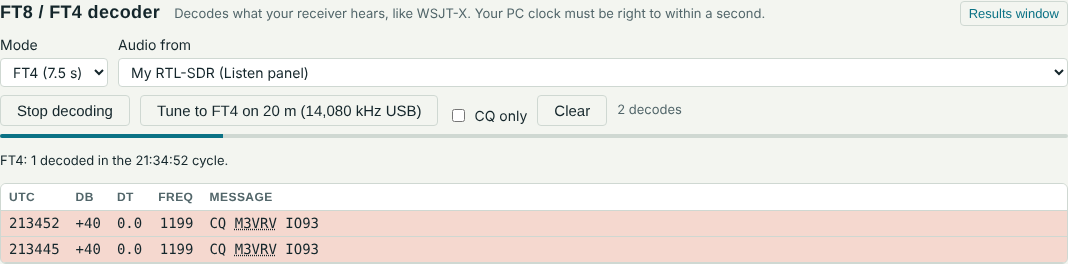 FT8 / FT4 decoder Decodes what your receiver hears, like WSJT-X. Your PC clock must be right to within a second. Results window
Mode Audio from
FT4 (7.5 s) My RTL-SDR (Listen panel)
Stop decoding Tune to FT4 on 20 m (14,080 kHz USB) CQ only Clear 2 decodes
FT4: 1 decoded in the 21:34:52 cycle.
UTC DB DT FREQ MESSAGE
213452 +40 0.0 1199 CQ M3VRV IO93
213445 +40 0.0 1199 CQ M3VRV IO93